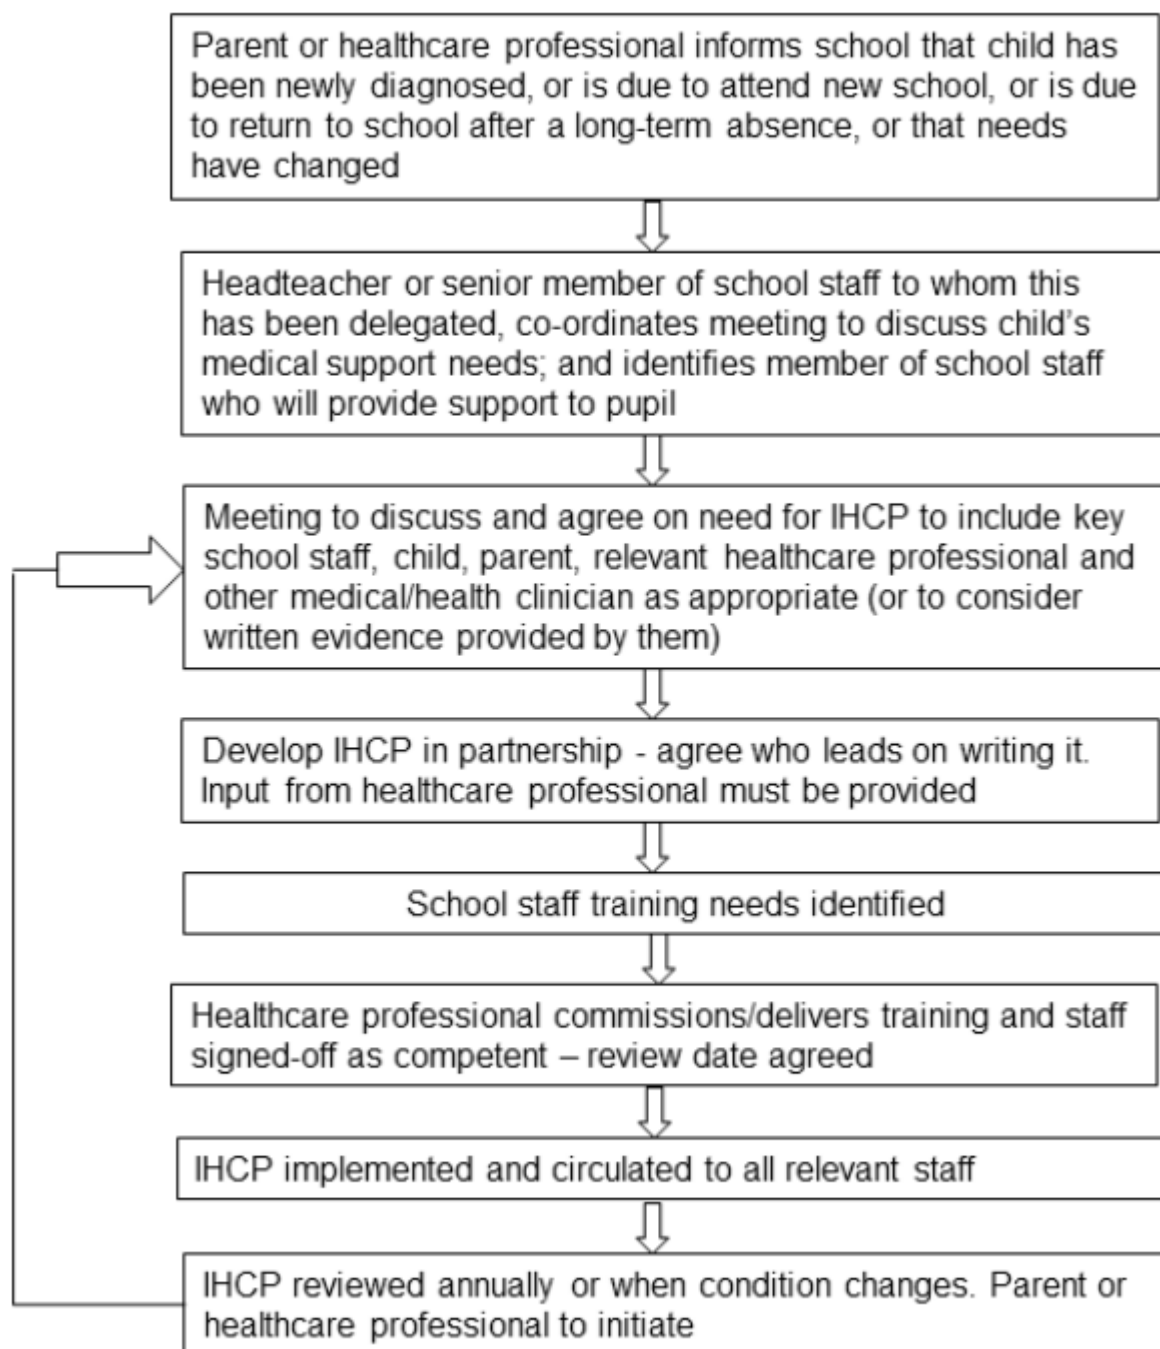 Parent or healthcare professional informs school that child has
been newly diagnosed, or is due to attend new school, or is due
to return to school after a long-term absence, or that needs
have changed
Headteacher or senior member of school staff to whom this
has been delegated, co-ordinates meeting to discuss child's
medical support needs; and identifies member of school staff
who will provide support to pupil
Meeting to discuss and agree on need for IHCP to include key
school staff, child, parent, relevant healthcare professional and
other medical/health clinician as appropriate (or to consider
written evidence provided by them)
Develop IHCP in partnership - agree who leads on writing it.
Input from healthcare professional must be provided
School staff training needs identified
Healthcare professional commissions/delivers training and staff
signed-off as competent – review date agreed
IHCP implemented and circulated to all relevant staff
IHCP reviewed annually or when condition changes. Parent or
healthcare professional to initiate